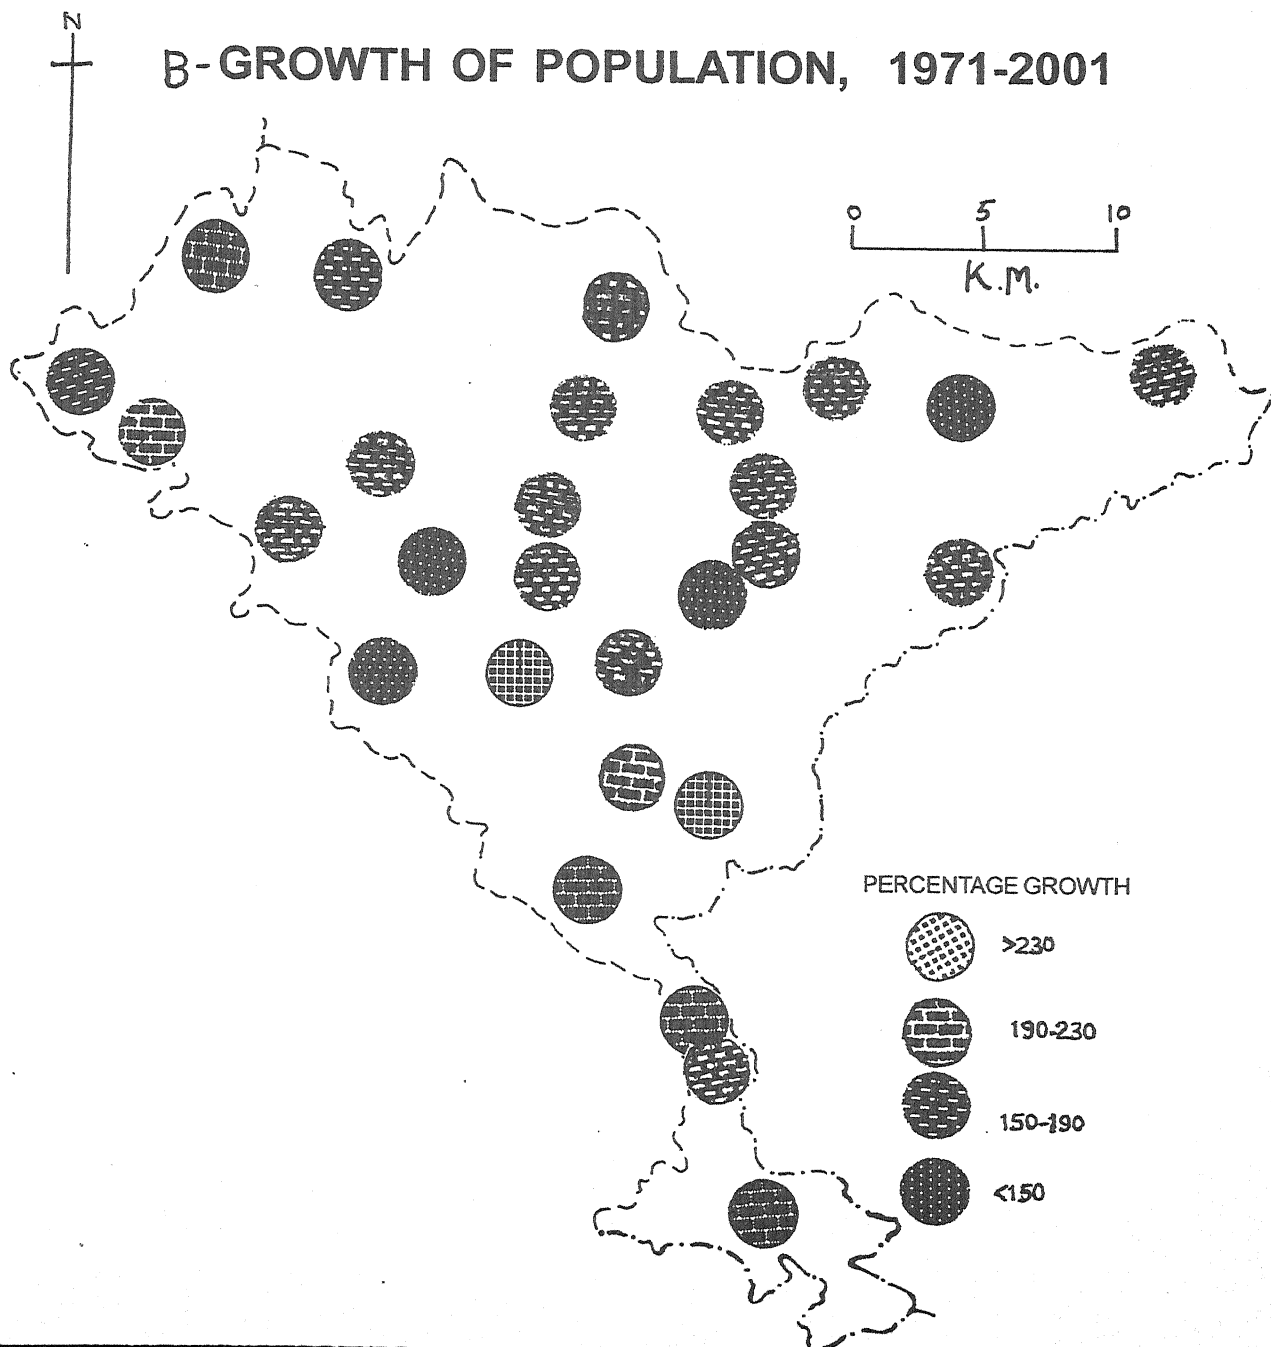 N
B-GROWTH OF POPULATION, 1971-2001
0 5 10
K.M.
PERCENTAGE GROWTH
>230
190-230
150-190
<150